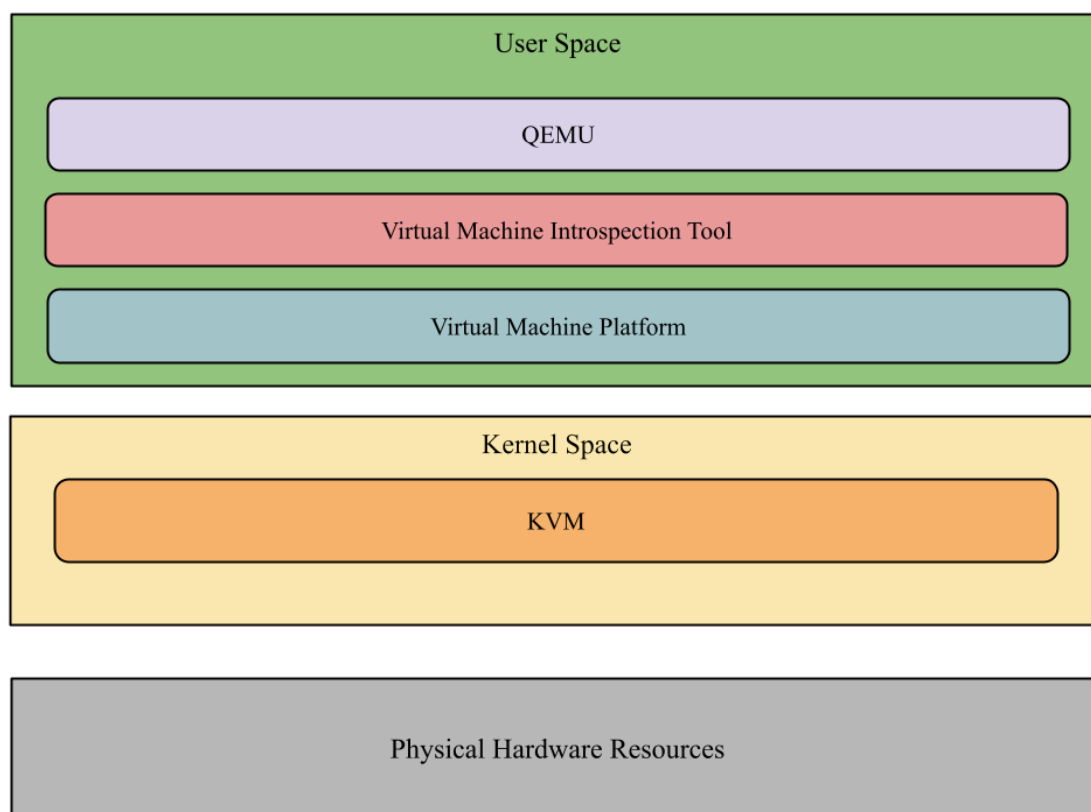 User Space
QEMU
Virtual Machine Introspection Tool
Virtual Machine Platform
Kernel Space
KVM
Physical Hardware Resources